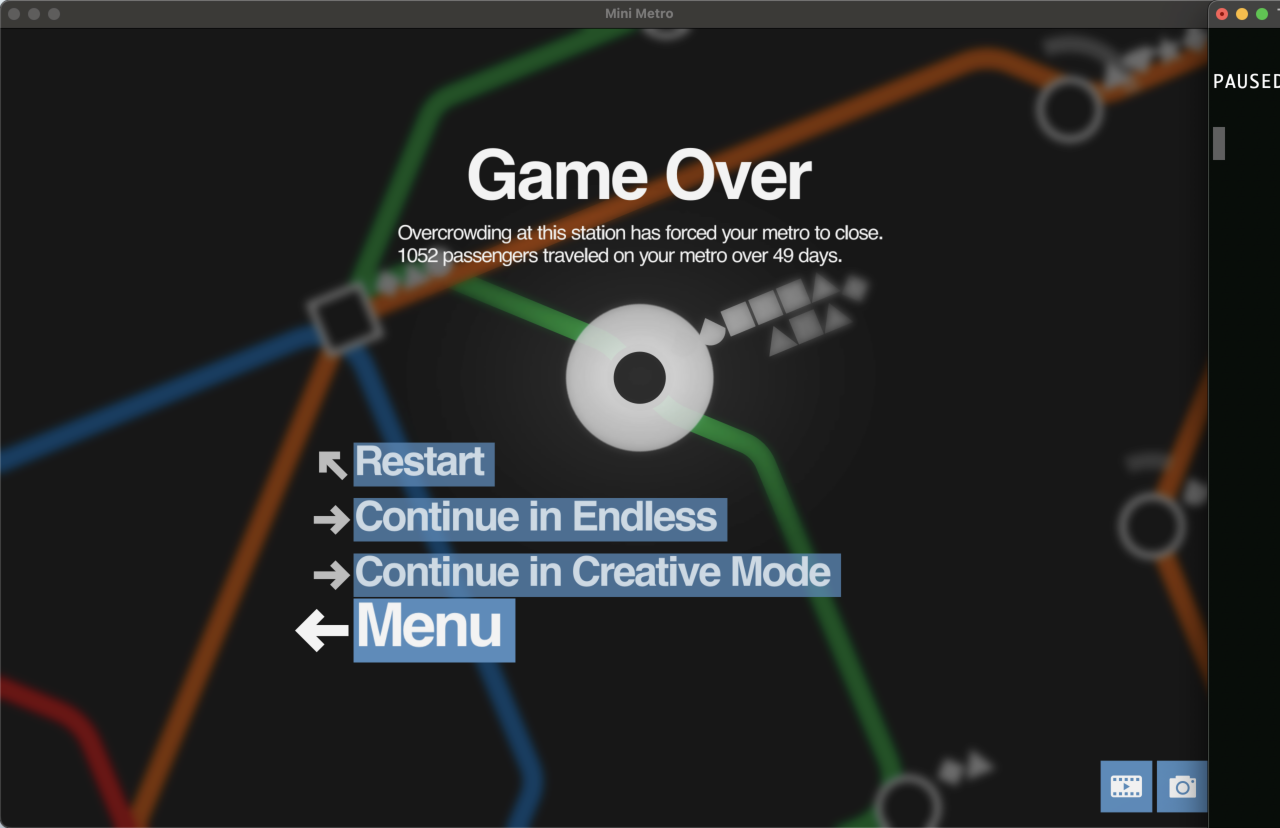 Mini Metro
PAUSED
Game Over
Overcrowding at this station has forced your metro to close.
1052 passengers traveled on your metro over 49 days.
Restart
Continue in Endless
Continue in Creative Mode
Menu